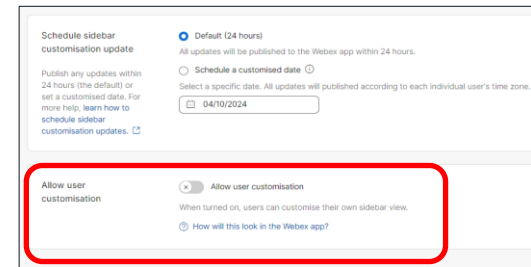 Schedule sidebar
customisation update
Publish any updates within
24 hours (the default) or
set a customised date. For
more help, learn how to
schedule sidebar
customisation updates.
Default (24 hours)
All updates will be published to the Webex app within 24 hours.
Schedule a customised date
Select a specific date. All updates will published according to each individual user's time zone.
04/10/2024
Allow user
customisation
Allow user customisation
When turned on, users can customise their own sidebar view.
How will this look in the Webex app?